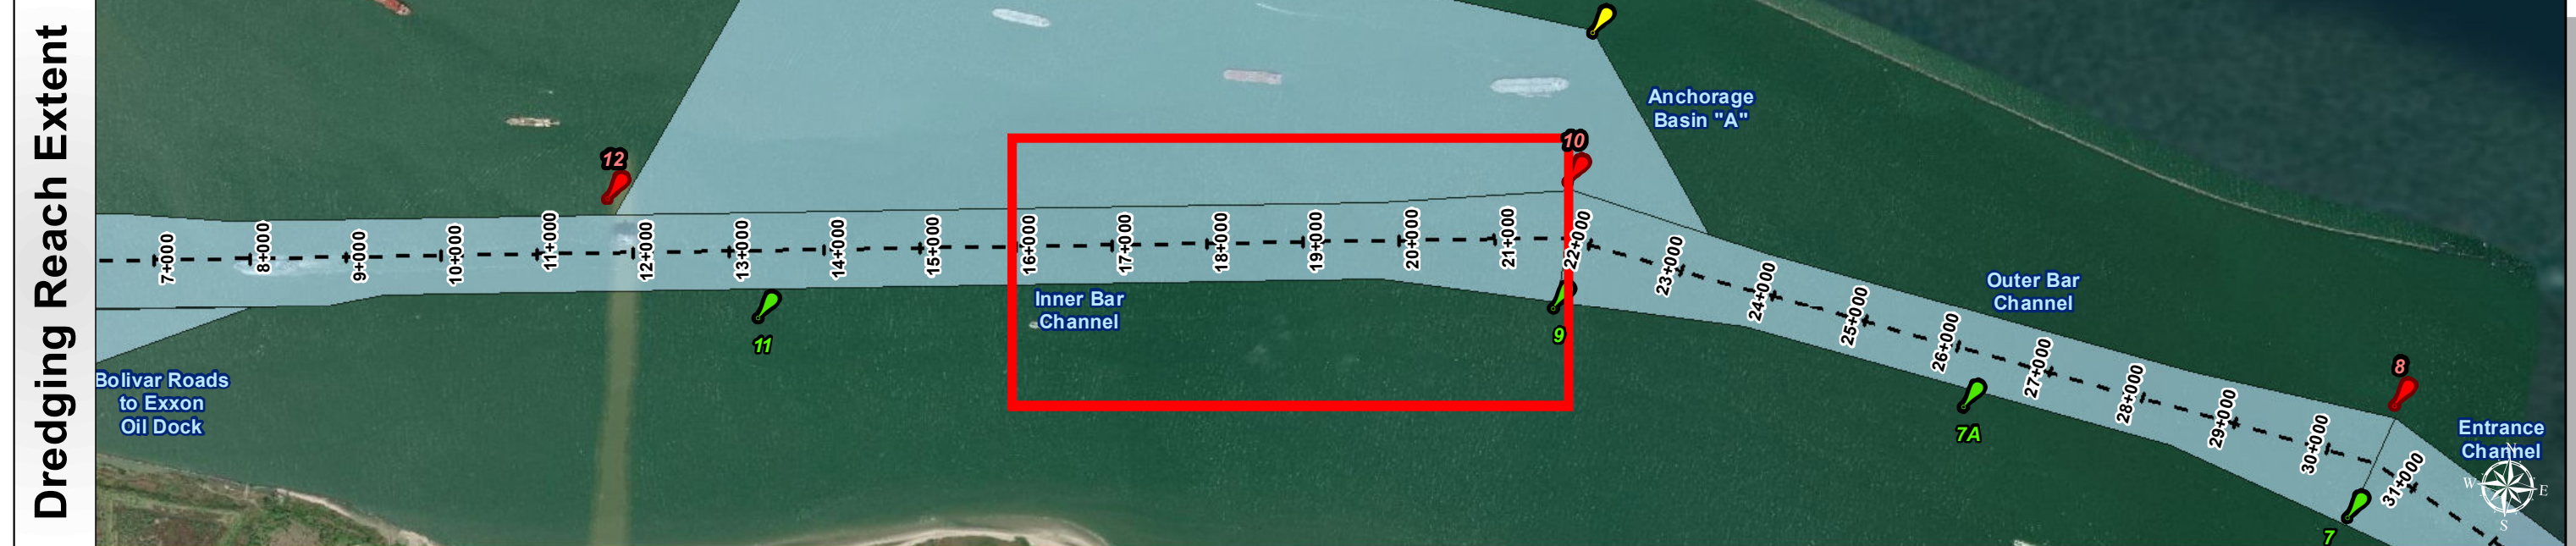 Dredging Reach Extent
Anchorage
Basin "A"
12
10
7+000
8+000
9+000
10+000
11+000
12+000
13+000
14+000
15+000
16+000
17+000
18+000
19+000
20+000
21+000
22+000
23+000
24+000
25+000
26+000
27+000
28+000
29+000
30+000
31+000
Inner Bar
Channel
Outer Bar
Channel
11
9
7A
8
7
Bolivar Roads
to Exxon
Oil Dock
Entrance
Channel
N
W
E
S